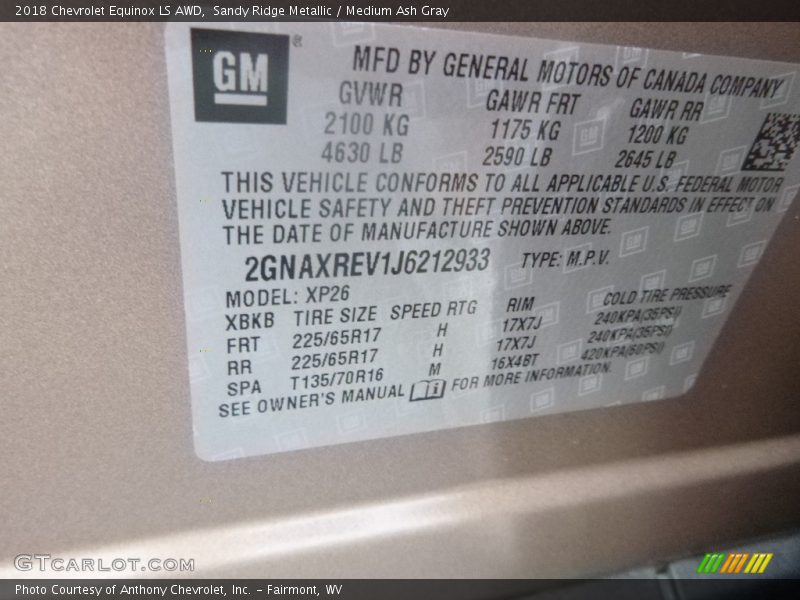 2018 Chevrolet Equinox LS AWD, Sandy Ridge Metallic / Medium Ash Gray
GM ®
MFD BY GENERAL MOTORS OF CANADA COMPANY
GVWR GAWR FRT GAWR RR
2100 KG 1175 KG 1200 KG
4630 LB 2590 LB 2645 LB
THIS VEHICLE CONFORMS TO ALL APPLICABLE U.S. FEDERAL MOTOR
VEHICLE SAFETY AND THEFT PREVENTION STANDARDS IN EFFECT ON
THE DATE OF MANUFACTURE SHOWN ABOVE.
2GNAXREV1J6212933 TYPE: M.P.V.
MODEL: XP26
XBKB TIRE SIZE SPEED RTG RIM COLD TIRE PRESSURE
FRT 225/65R17 H 17X7J 240KPA(35PSI)
RR 225/65R17 H 17X7J 240KPA(35PSI)
SPA T135/70R16 M 16X4BT 420KPA(60PSI)
SEE OWNER'S MANUAL i FOR MORE INFORMATION.
GTCARLOT.COM
Photo Courtesy of Anthony Chevrolet, Inc. – Fairmont, WV